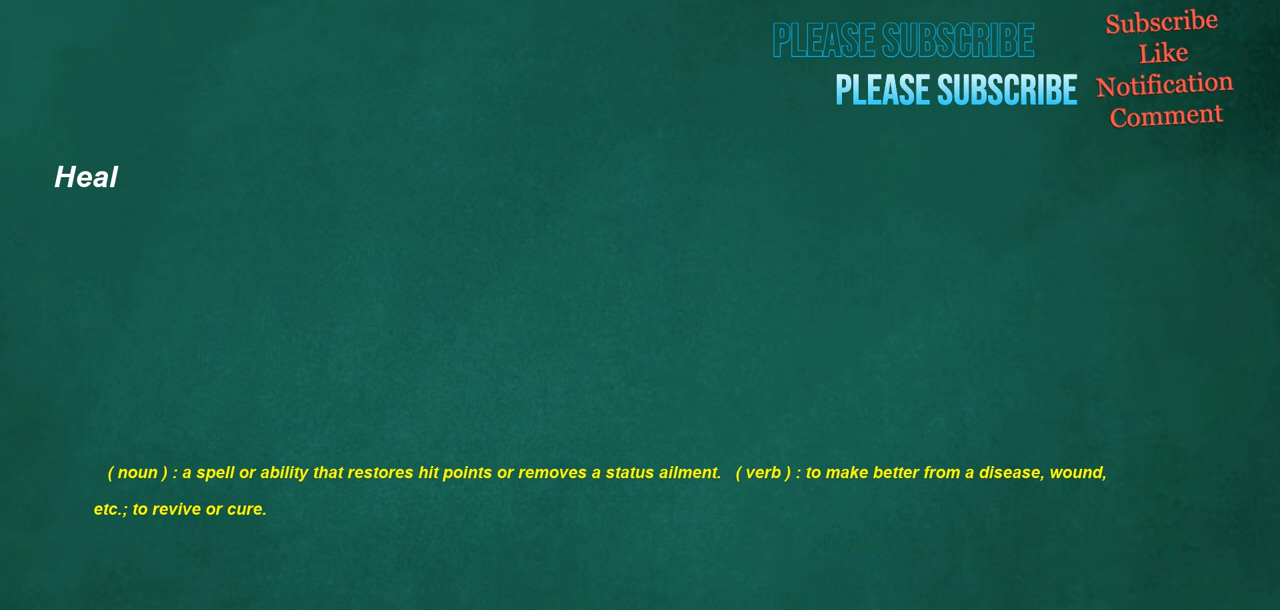 PLEASE SUBSCRIBE
PLEASE SUBSCRIBE
Subscribe
Like
Notification
Comment
Heal
( noun ) : a spell or ability that restores hit points or removes a status ailment. ( verb ) : to make better from a disease, wound,
etc.; to revive or cure.